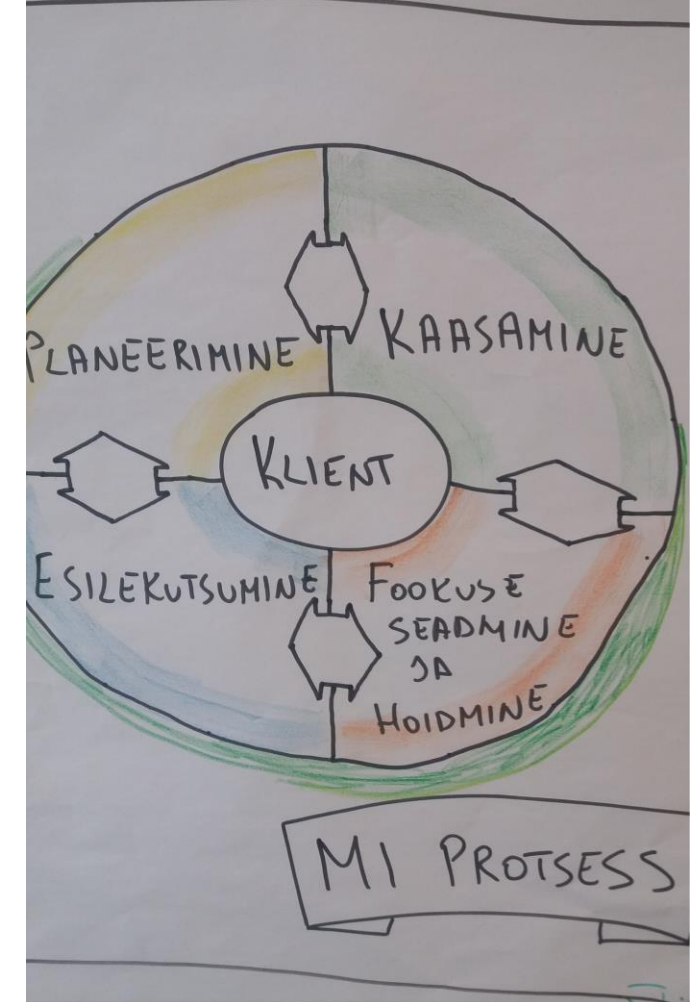 PLANEERIMINE
KAASAMINE
KLIENT
ESILEKUTSUMINE
FOOKUSE
SEADMINE
JA
HOIDMINE
MI PROTSESS